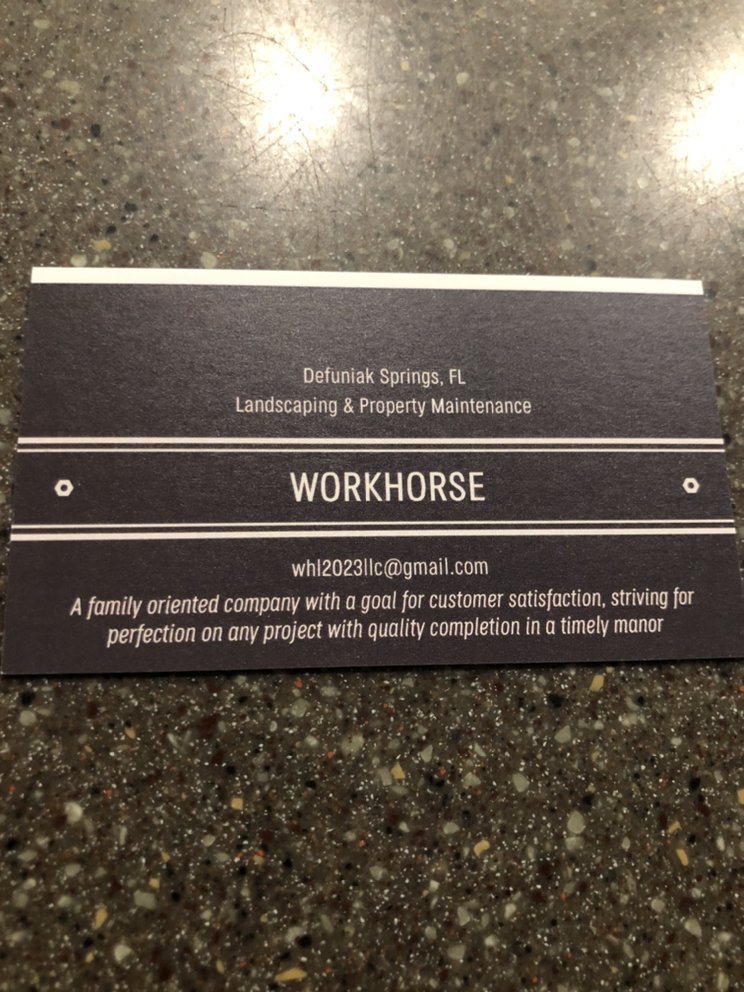 Defuniak Springs, FL
Landscaping & Property Maintenance
WORKHORSE
whl2023llc@gmail.com
A family oriented company with a goal for customer satisfaction, striving for
perfection on any project with quality completion in a timely manor